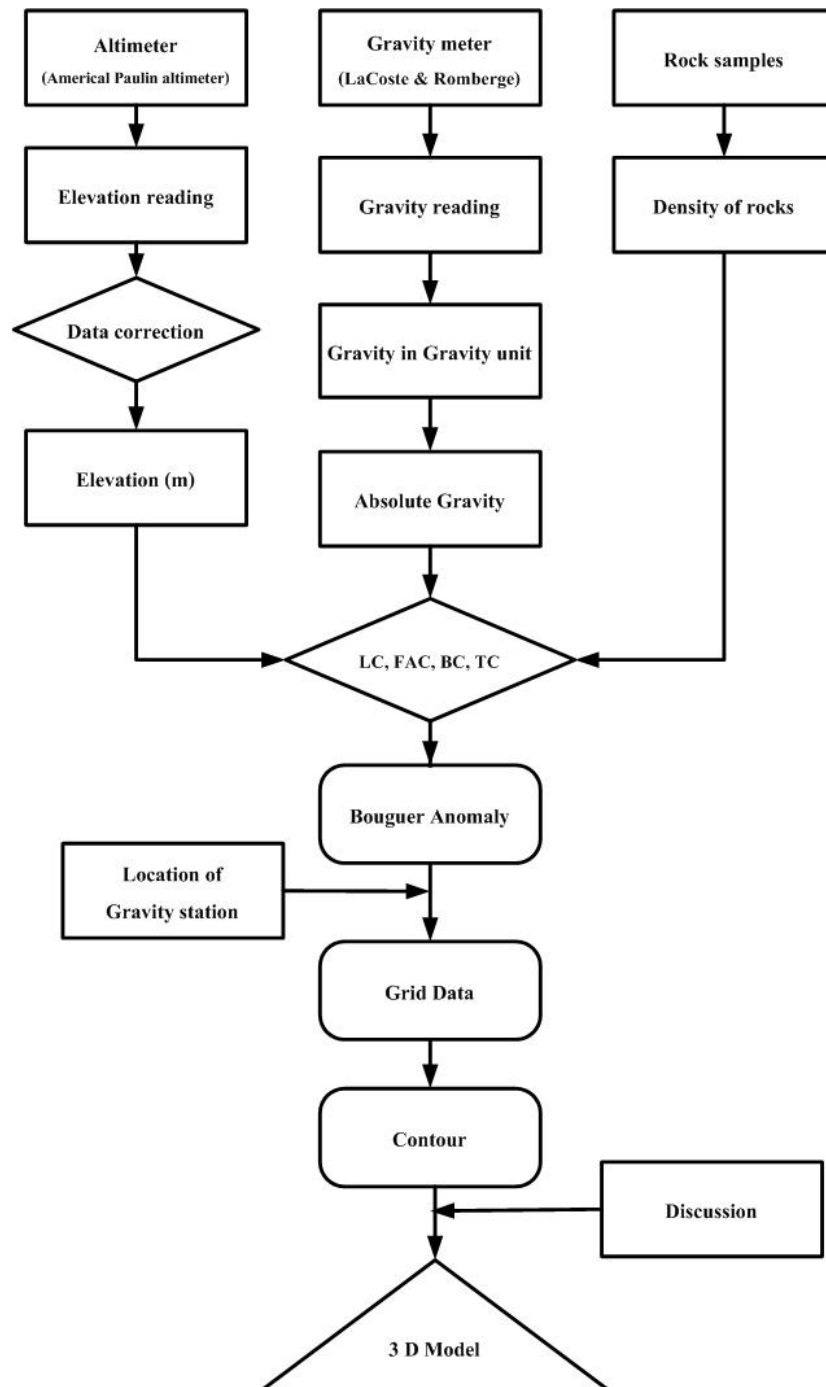 Altimeter
(Americal Paulin altimeter)
Gravity meter
(LaCoste & Romberge)
Rock samples
Elevation reading
Gravity reading
Density of rocks
Data correction
Gravity in Gravity unit
Elevation (m)
Absolute Gravity
LC, FAC, BC, TC
Bouguer Anomaly
Location of
Gravity station
Grid Data
Contour
Discussion
3 D Model